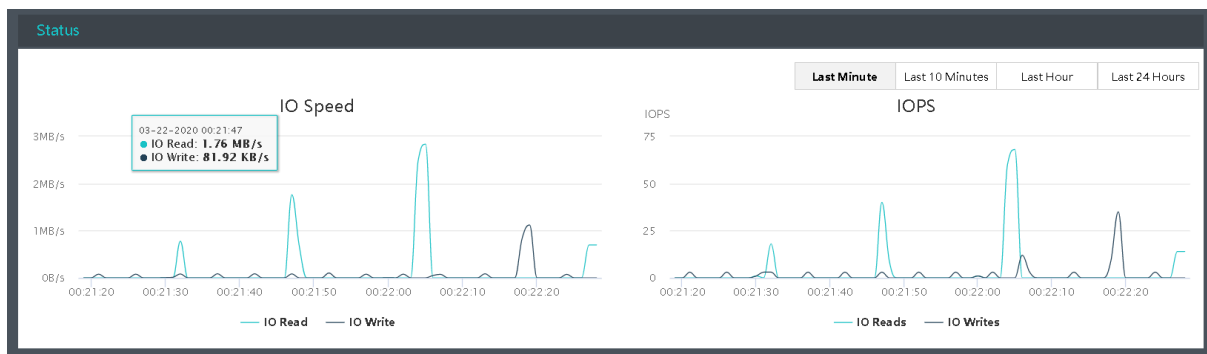 Status
Last Minute Last 10 Minutes Last Hour Last 24 Hours
IO Speed
03-22-2020 00:21:47
IO Read: 1.76 MB/s
IO Write: 81.92 KB/s
3MB/s
2MB/s
1MB/s
0B/s
00:21:20 00:21:30 00:21:40 00:21:50 00:22:00 00:22:10 00:22:20
IO Read IO Write
IOPS
IOPS
75
50
25
0
00:21:20 00:21:30 00:21:40 00:21:50 00:22:00 00:22:10 00:22:20
IO Reads IO Writes